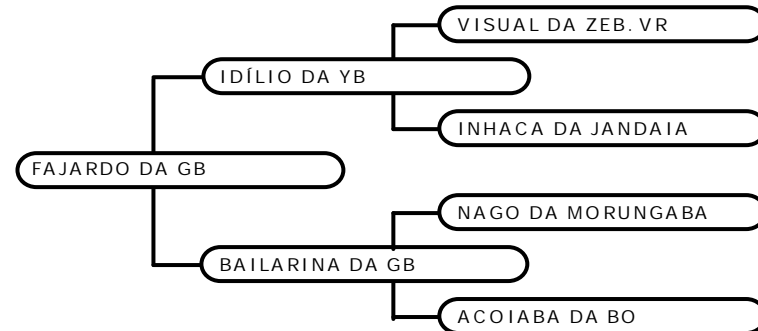 VISUAL DA ZEB. VR
IDÍLIO DA YB
INHACA DA JANDAIA
FAJARDO DA GB
NAGO DA MORUNGABA
BAILARINA DA GB
ACOIABA DA BO